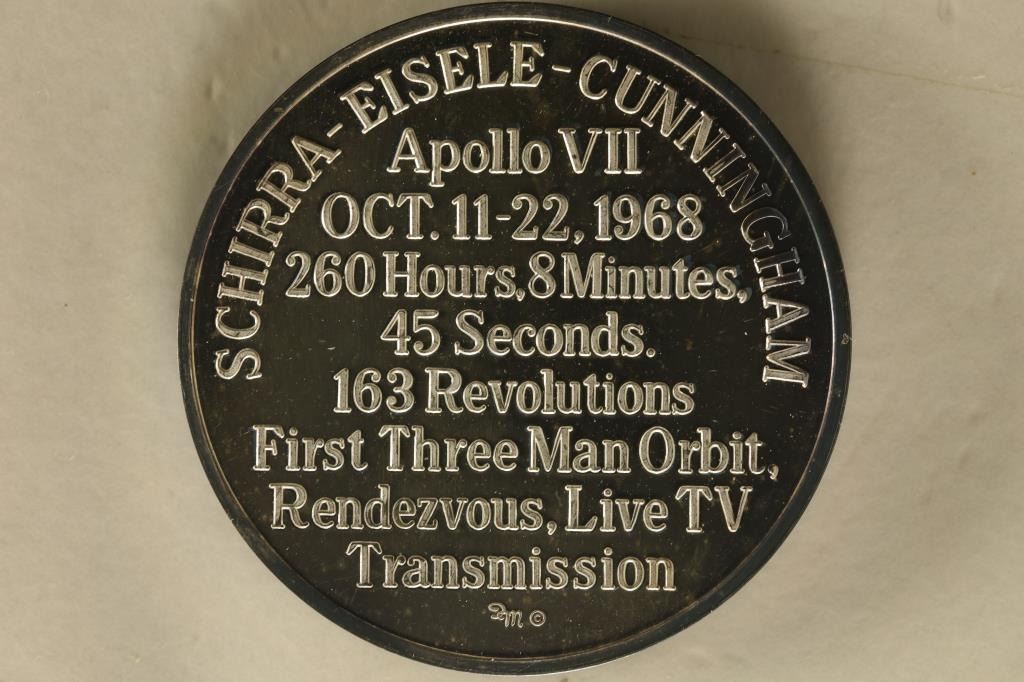 SCHIRRA-EISELE-CUNNINGHAM
Apollo VII
OCT. 11-22, 1968
260 Hours, 8 Minutes,
45 Seconds.
163 Revolutions
First Three Man Orbit,
Rendezvous, Live TV
Transmission
©